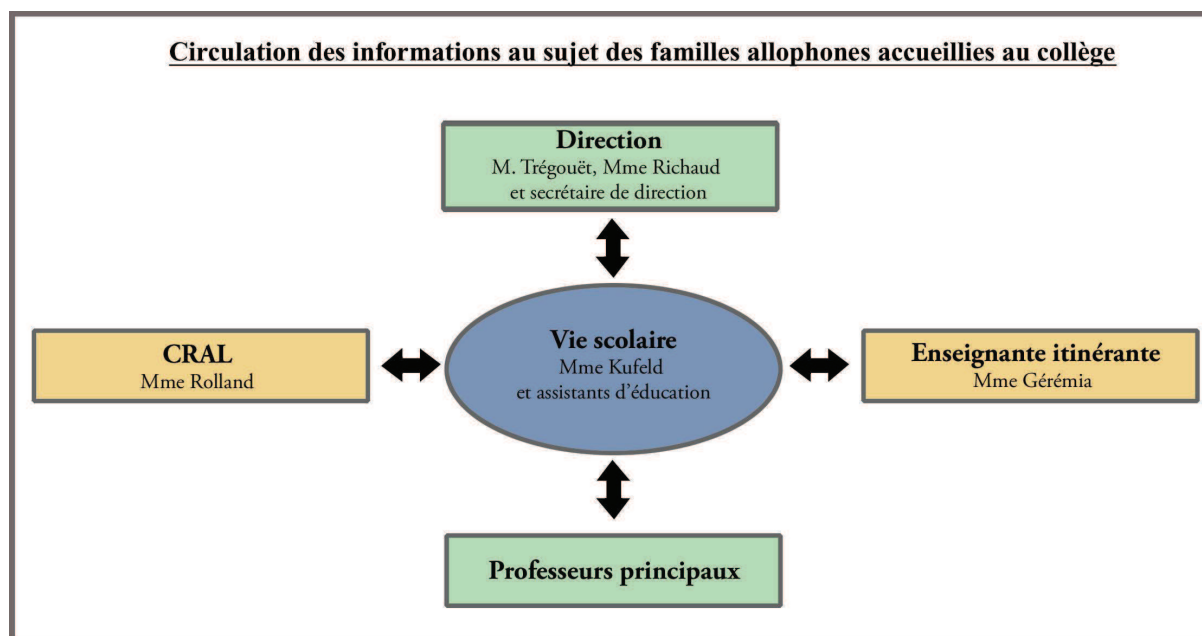 Circulation des informations au sujet des familles allophones accueillies au collège
Direction
M. Trégouët, Mme Richaud
et secrétaire de direction
CRAL
Mme Rolland
Vie scolaire
Mme Kufeld
et assistants d'éducation
Enseignante itinérante
Mme Gérémia
Professeurs principaux